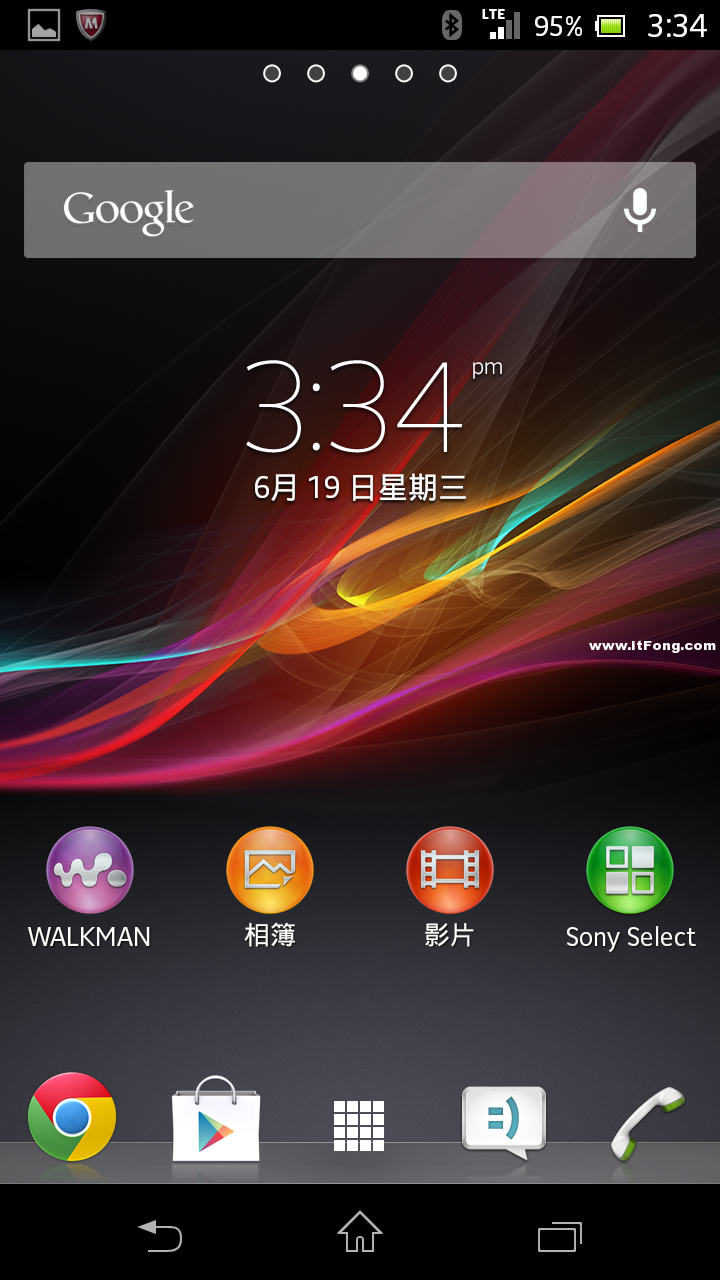 LTE 95% 3:34
Google
3:34 pm
6月 19 日星期三
www.ItFong.com
WALKMAN 相簿 影片 Sony Select